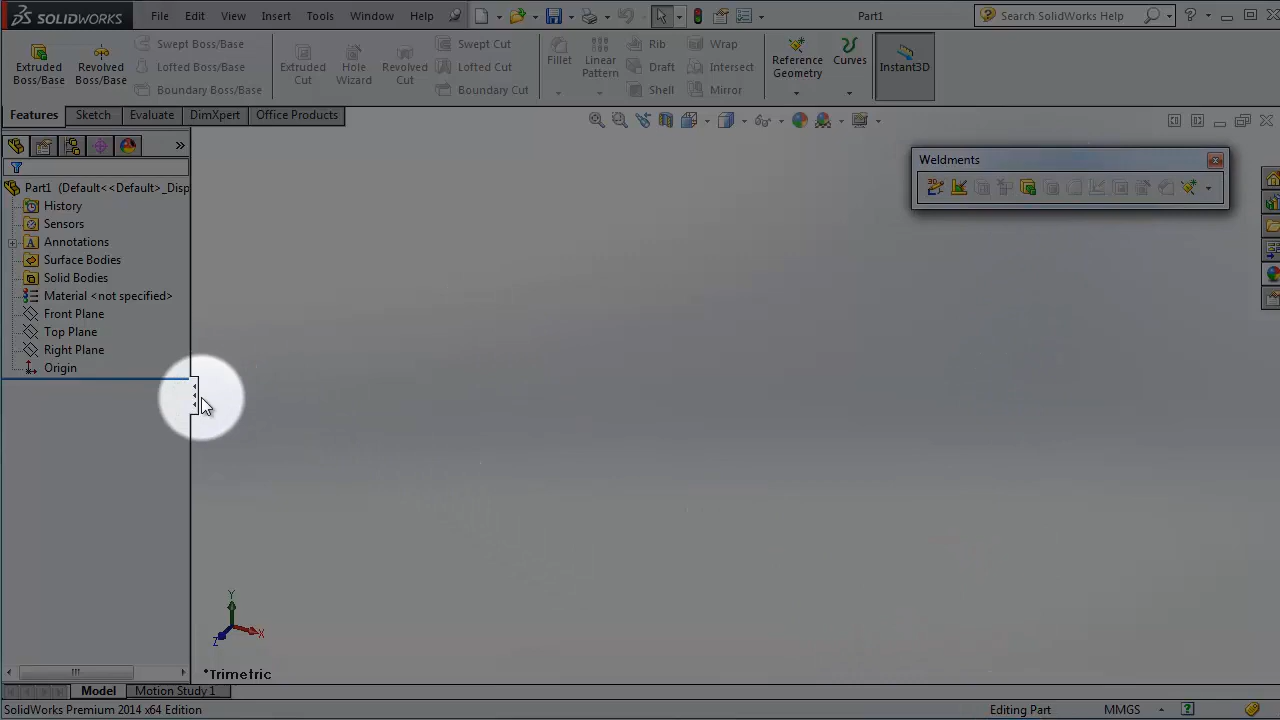 SOLIDWORKS File Edit View Insert Tools Window Help Part1 Search SolidWorks Help
Extruded Boss/Base
Revolved Boss/Base
Swept Boss/Base
Lofted Boss/Base
Boundary Boss/Base
Extruded Cut
Hole Wizard
Revolved Cut
Swept Cut
Lofted Cut
Boundary Cut
Fillet
Linear Pattern
Rib
Draft
Shell
Wrap
Intersect
Mirror
Reference Geometry
Curves
Instant3D
Features Sketch Evaluate DimXpert Office Products
Weldments
Part1 (Default<<Default>_Disp
History
Sensors
Annotations
Surface Bodies
Solid Bodies
Material <not specified>
Front Plane
Top Plane
Right Plane
Origin
Y
X
Z
*Trimetric
Model Motion Study 1
SolidWorks Premium 2014 x64 Edition Editing Part MMGS